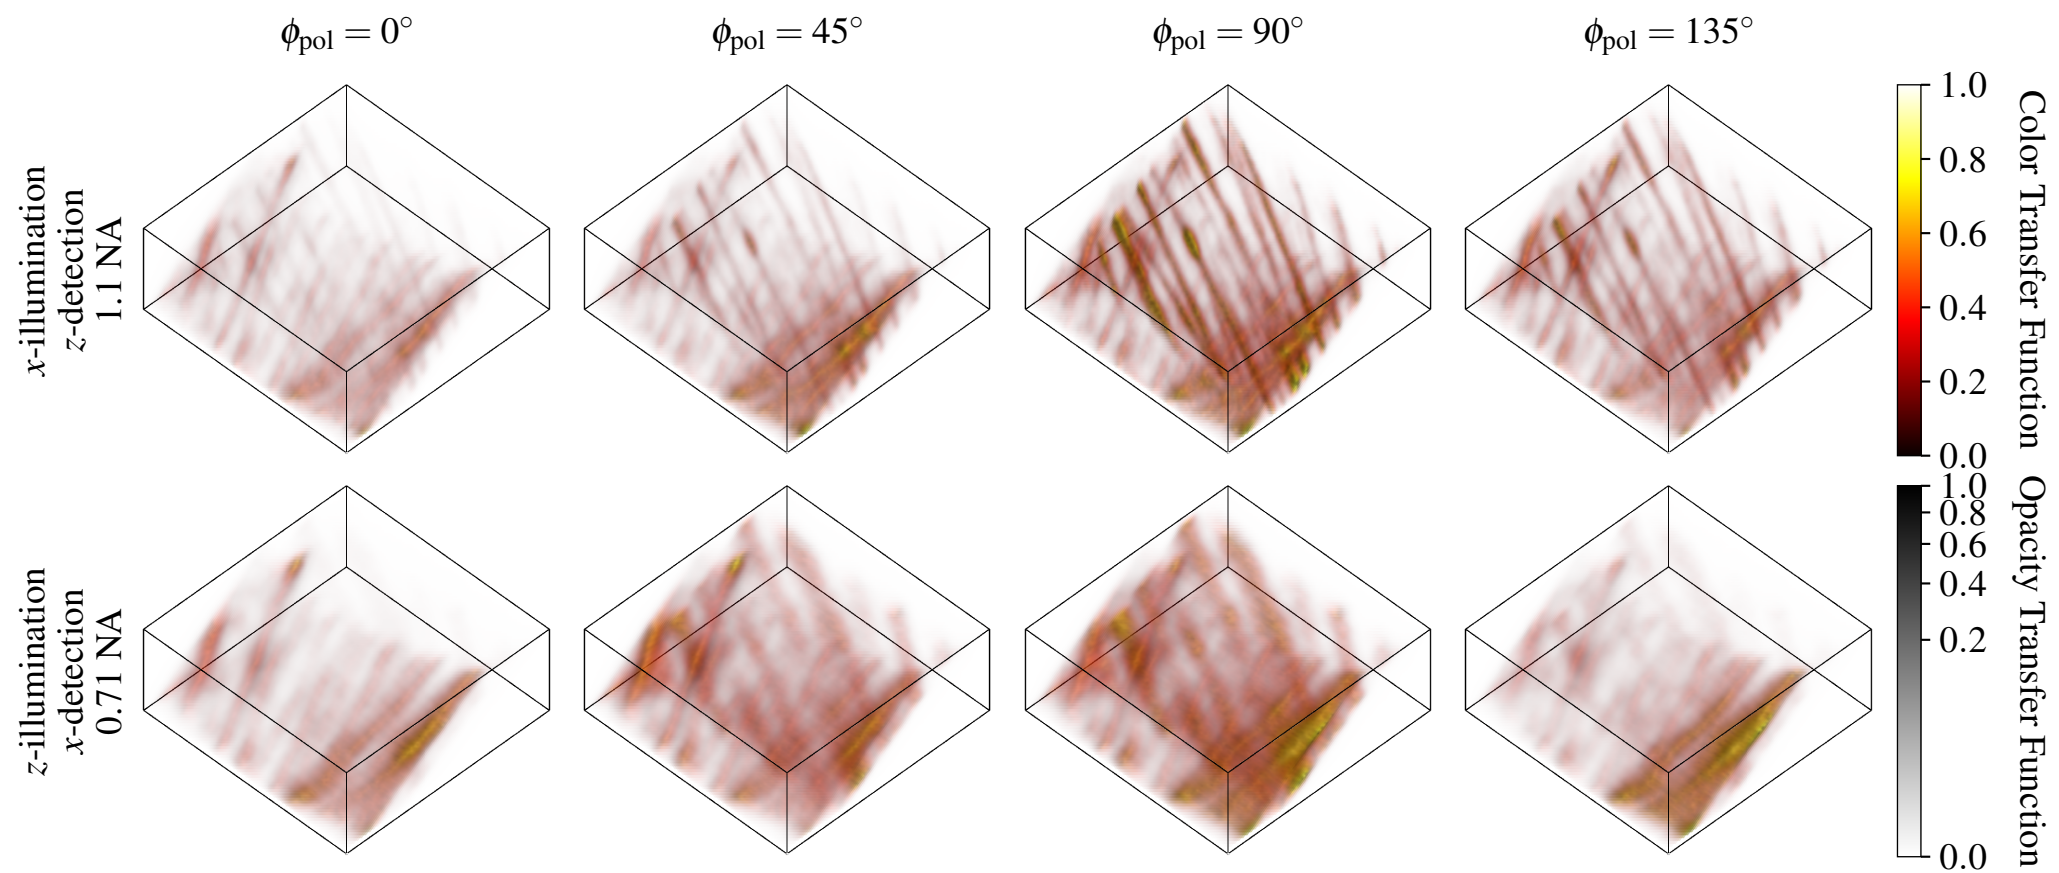 ϕpol = 0°
ϕpol = 45°
ϕpol = 90°
ϕpol = 135°
x-illumination
z-detection
1.1 NA
1.0
0.8
0.6
0.4
0.2
0.0
Color Transfer Function
z-illumination
x-detection
0.71 NA
1.0
0.8
0.6
0.4
0.2
0.0
Opacity Transfer Function